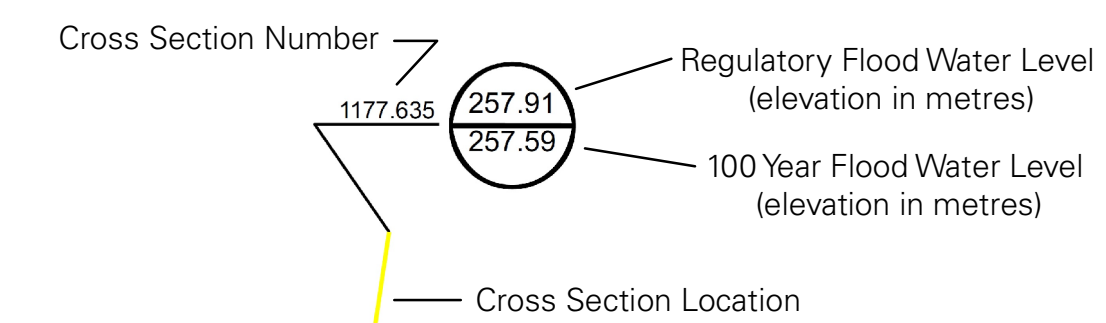 Cross Section Number
1177.635
257.91
257.59
Regulatory Flood Water Level
(elevation in metres)
100 Year Flood Water Level
(elevation in metres)
Cross Section Location